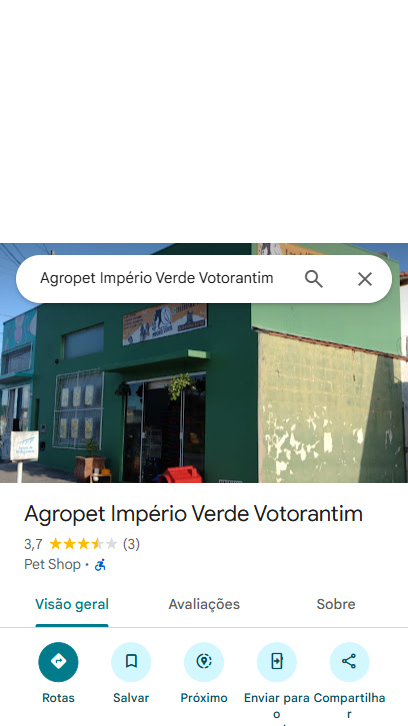 Agropet Império Verde Votorantim
Agropet Império Verde Votorantim
3,7 (3)
Pet Shop ·
Visão geral Avaliações Sobre
Rotas Salvar Próximo Enviar para o Compartilhar